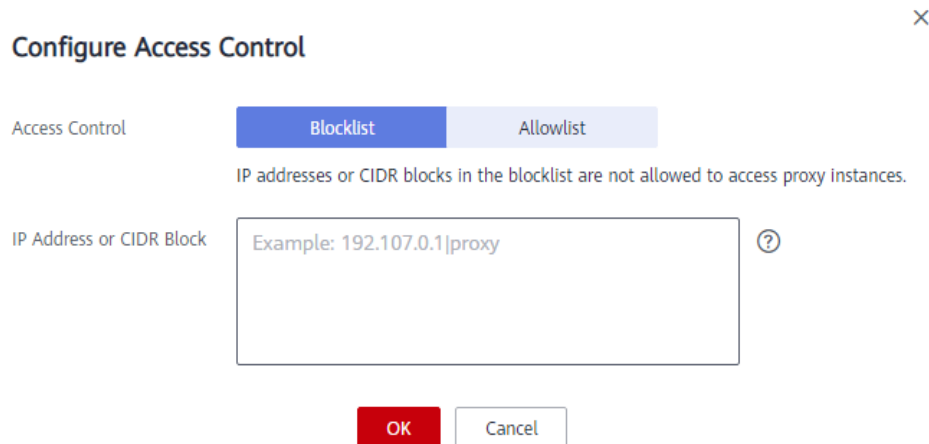 Configure Access Control
Access Control
Blocklist
Allowlist
IP addresses or CIDR blocks in the blocklist are not allowed to access proxy instances.
IP Address or CIDR Block
Example: 192.107.0.1|proxy
OK
Cancel